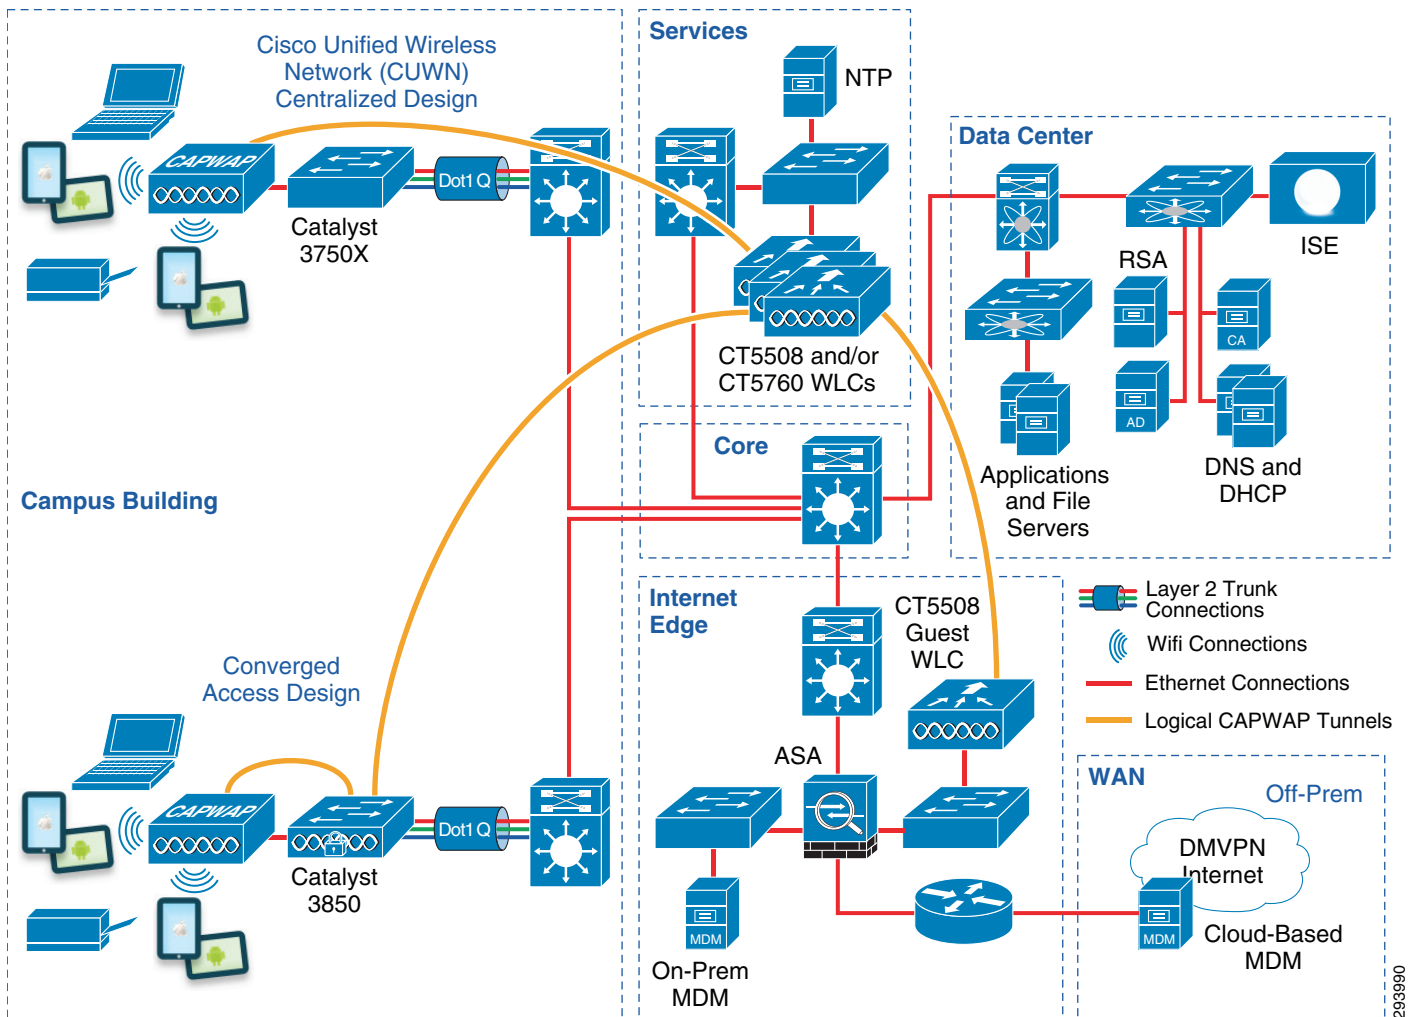 Cisco Unified Wireless
Network (CUWN)
Centralized Design
CAPWAP
Dot1 Q
Catalyst
3750X
Campus Building
Converged
Access Design
CAPWAP
Dot1 Q
Catalyst
3850
Services
NTP
CT5508 and/or
CT5760 WLCs
Core
Data Center
ISE
RSA
CA
AD
Applications
and File
Servers
DNS and
DHCP
Internet
Edge
CT5508
Guest
WLC
ASA
MDM
On-Prem
MDM
Layer 2 Trunk
Connections
Wifi Connections
Ethernet Connections
Logical CAPWAP Tunnels
WAN
Off-Prem
DMVPN
Internet
MDM
Cloud-Based
MDM
293990